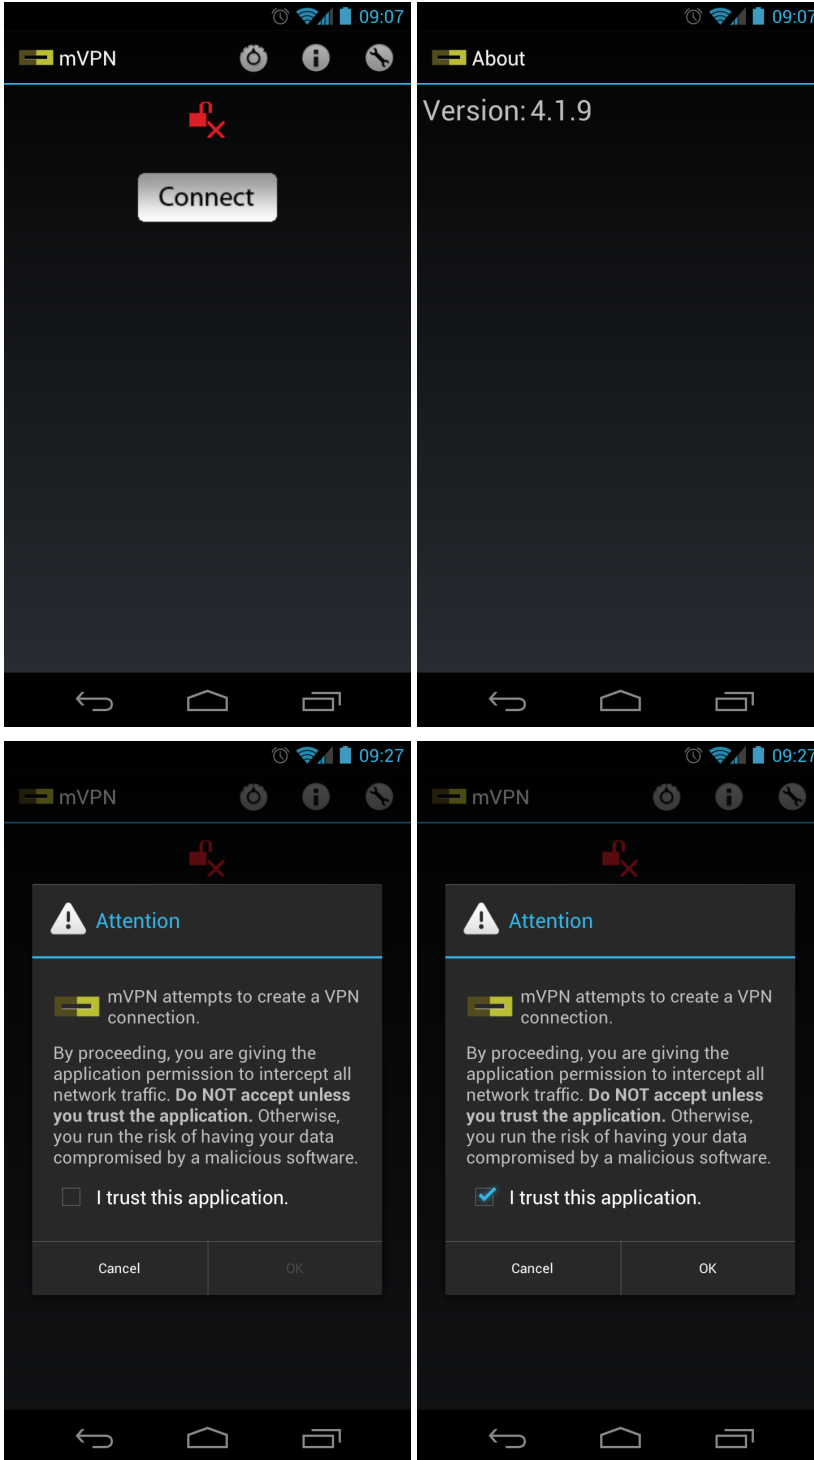 09:07
mVPN
Connect
09:07
About
Version: 4.1.9
09:27
mVPN
Attention
mVPN attempts to create a VPN
connection.
By proceeding, you are giving the
application permission to intercept all
network traffic. Do NOT accept unless
you trust the application. Otherwise,
you run the risk of having your data
compromised by a malicious software.
I trust this application.
Cancel OK
09:27
mVPN
Attention
mVPN attempts to create a VPN
connection.
By proceeding, you are giving the
application permission to intercept all
network traffic. Do NOT accept unless
you trust the application. Otherwise,
you run the risk of having your data
compromised by a malicious software.
I trust this application.
Cancel OK